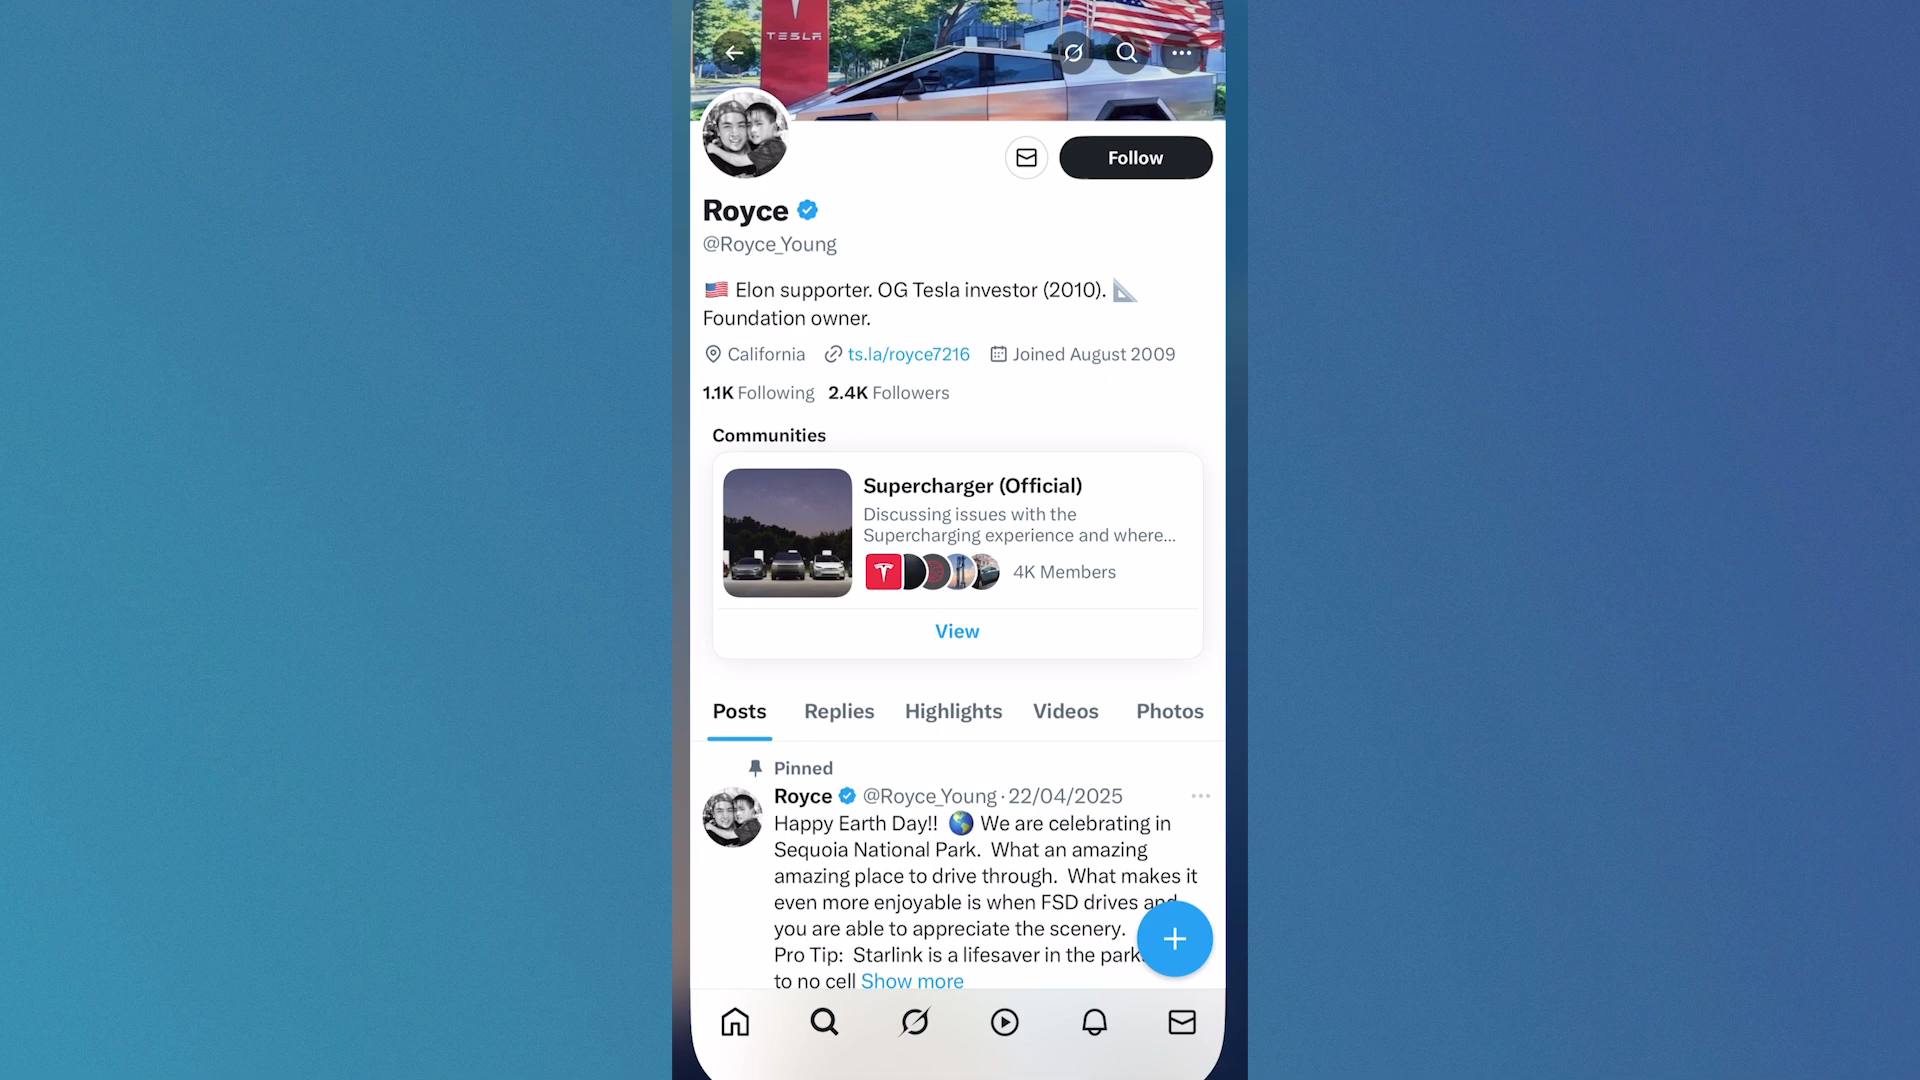 TESLA
Follow
Royce
@Royce_Young
🇺🇸 Elon supporter. OG Tesla investor (2010). 📐
Foundation owner.
California ts.la/royce7216 Joined August 2009
1.1K Following 2.4K Followers
Communities
Supercharger (Official)
Discussing issues with the
Supercharging experience and where...
4K Members
View
Posts Replies Highlights Videos Photos
Pinned
Royce @Royce_Young · 22/04/2025
Happy Earth Day!! 🌎 We are celebrating in
Sequoia National Park. What an amazing
amazing place to drive through. What makes it
even more enjoyable is when FSD drives and
you are able to appreciate the scenery.
Pro Tip: Starlink is a lifesaver in the park
to no cell Show more